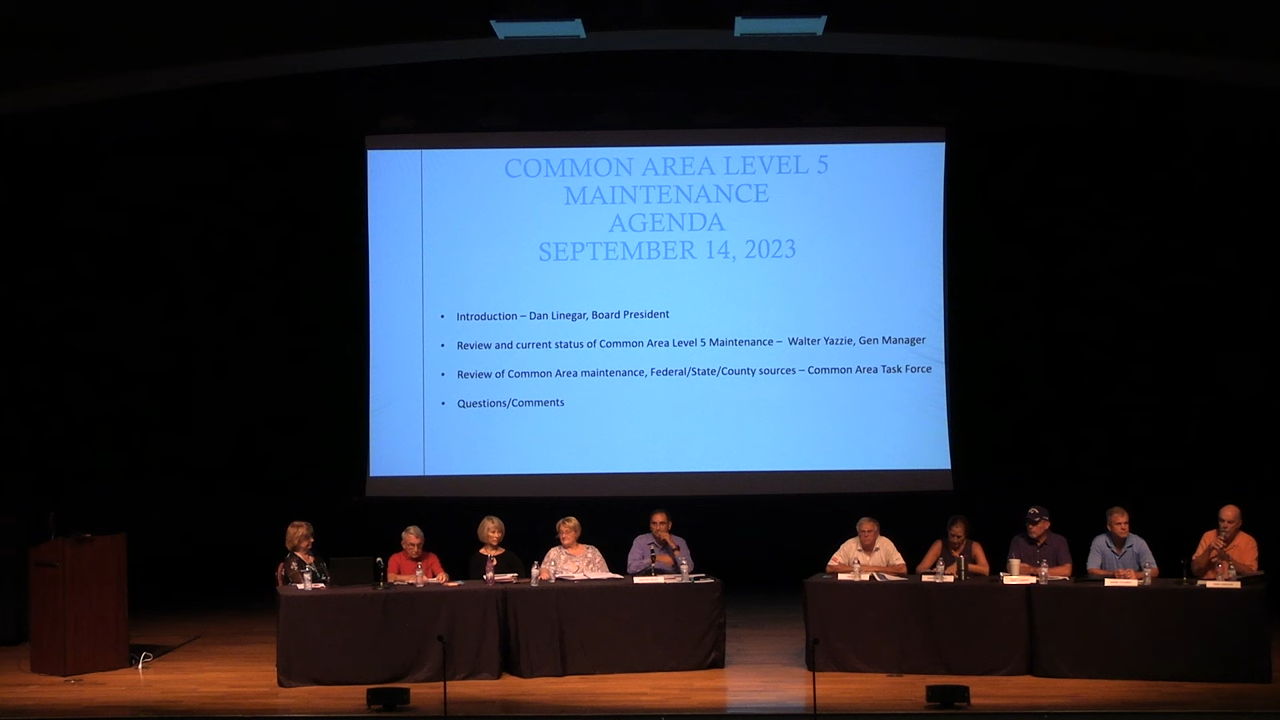 COMMON AREA LEVEL 5
MAINTENANCE
AGENDA
SEPTEMBER 14, 2023
• Introduction – Dan Linegar, Board President
• Review and current status of Common Area Level 5 Maintenance – Walter Yazzie, Gen Manager
• Review of Common Area maintenance, Federal/State/County sources – Common Area Task Force
• Questions/Comments